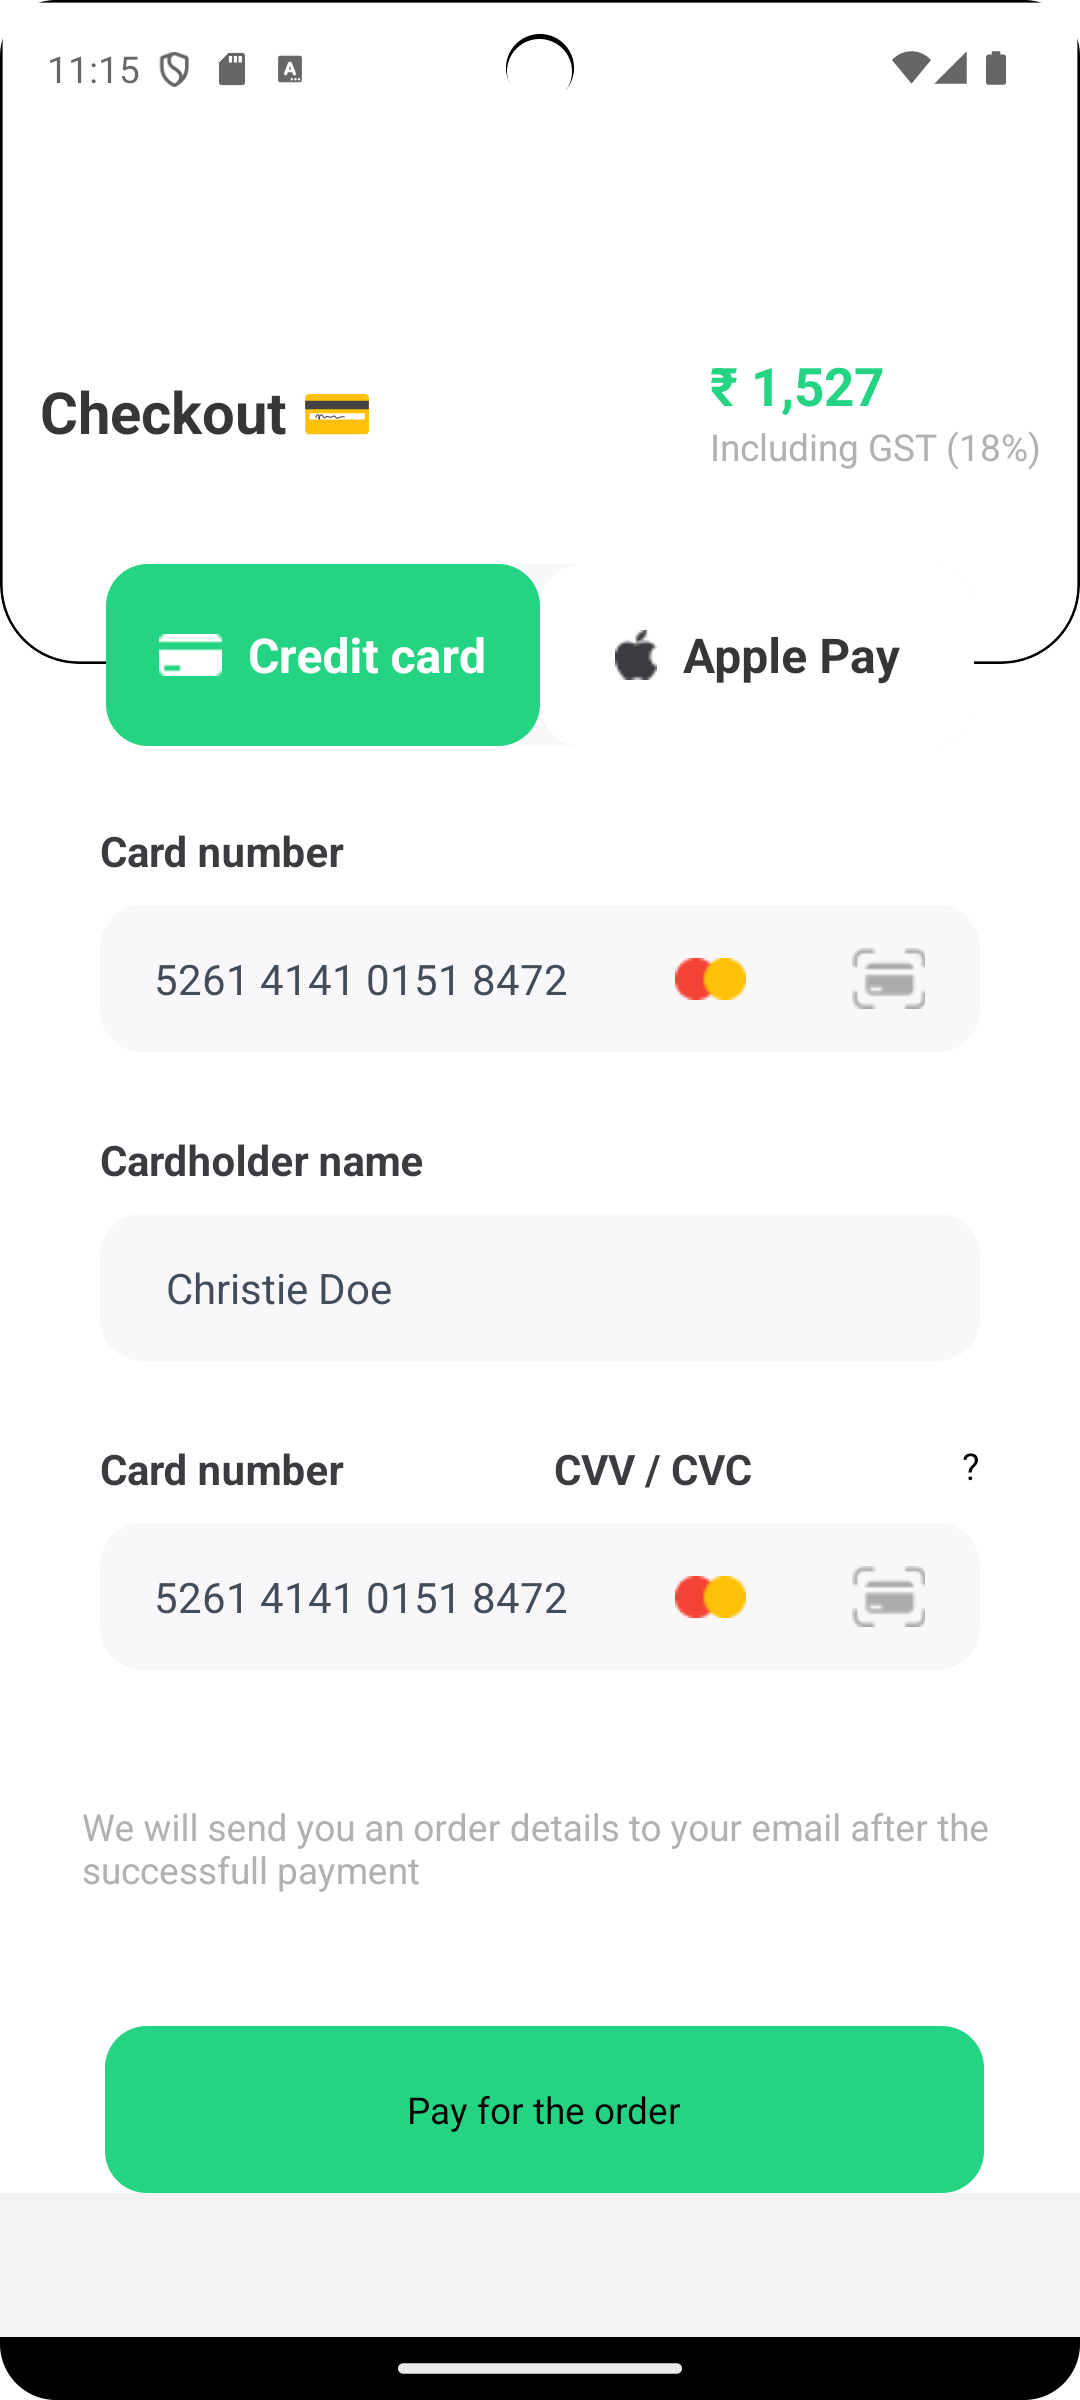 11:15
Checkout 💳
₹ 1,527
Including GST (18%)
Credit card
Apple Pay
Card number
5261 4141 0151 8472
Cardholder name
Christie Doe
Card number
CVV / CVC
?
5261 4141 0151 8472
We will send you an order details to your email after the
successfull payment
Pay for the order